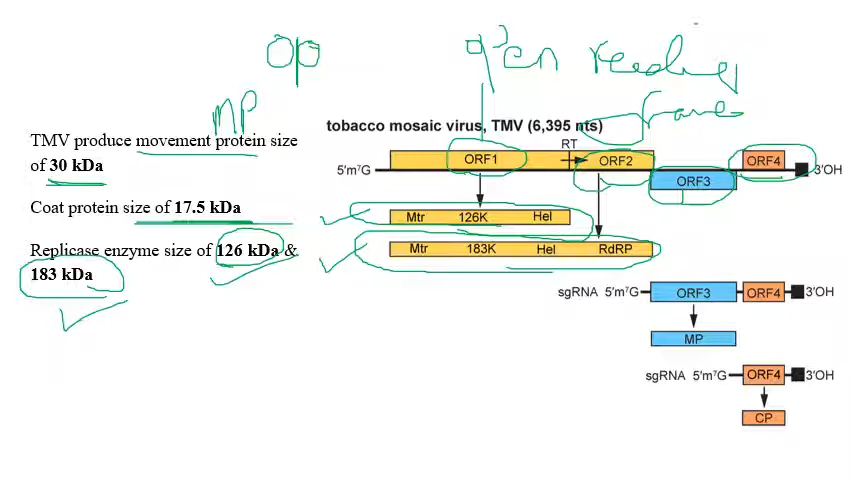 open reading
frame
MP
tobacco mosaic virus, TMV (6,395 nts)
TMV produce movement protein size
of 30 kDa
Coat protein size of 17.5 kDa
Replicase enzyme size of 126 kDa &
183 kDa
RT
5'm⁷G ORF1 ORF2 ORF3 ORF4 3'OH
Mtr 126K Hel
Mtr 183K Hel RdRP
sgRNA 5'm⁷G ORF3 ORF4 3'OH
MP
sgRNA 5'm⁷G ORF4 3'OH
CP